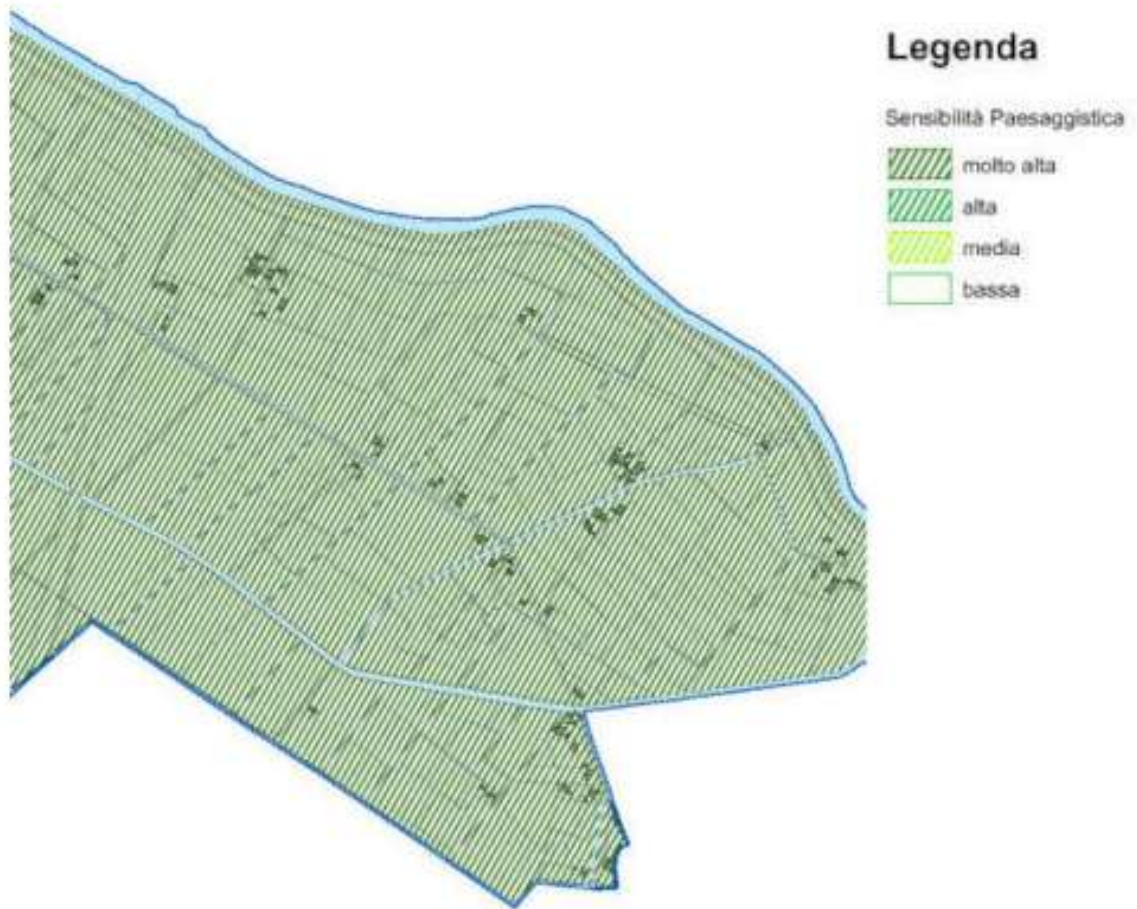 Legenda
Sensibilità Paesaggistica
molto alta
alta
media
bassa